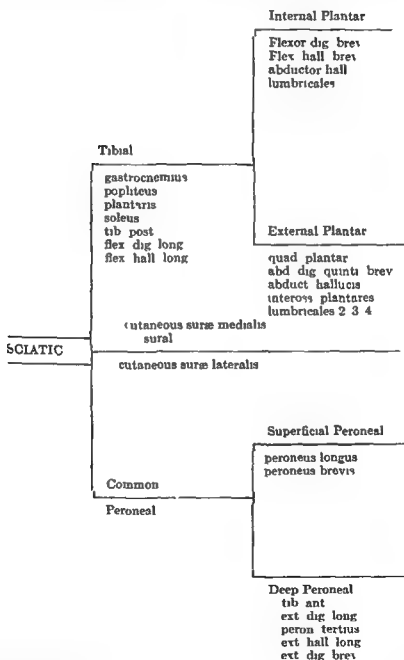 Internal Plantar
Flexor dig brev
Flex hall brev
abductor hall
lumbricales
Tibial
gastrocnemius
popliteus
plantaris
soleus
tib post
flex dig long
flex hall long
External Plantar
quad plantar
abd dig quinti brev
abduct hallucis
inteross plantares
lumbricales 2 3 4
cutaneous suræ medialis
sural
SCIATIC
cutaneous suræ lateralis
Superficial Peroneal
peroneus longus
peroneus brevis
Common
Peroneal
Deep Peroneal
tib ant
ext dig long
peron tertius
ext hall long
ext dig brev